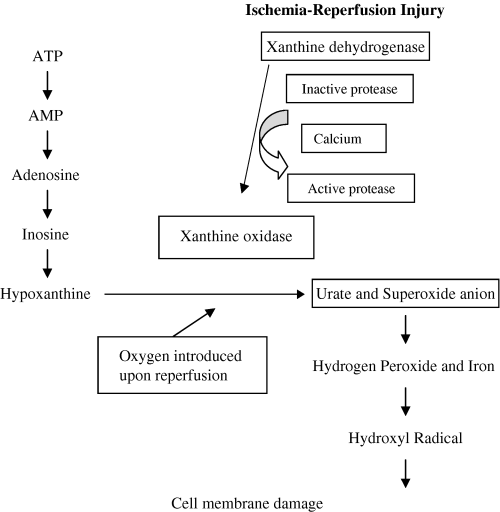 Ischemia-Reperfusion Injury
Xanthine dehydrogenase
ATP
Inactive protease
AMP
Calcium
Adenosine
Active protease
Inosine
Xanthine oxidase
Hypoxanthine
Urate and Superoxide anion
Oxygen introduced
upon reperfusion
Hydrogen Peroxide and Iron
Hydroxyl Radical
Cell membrane damage